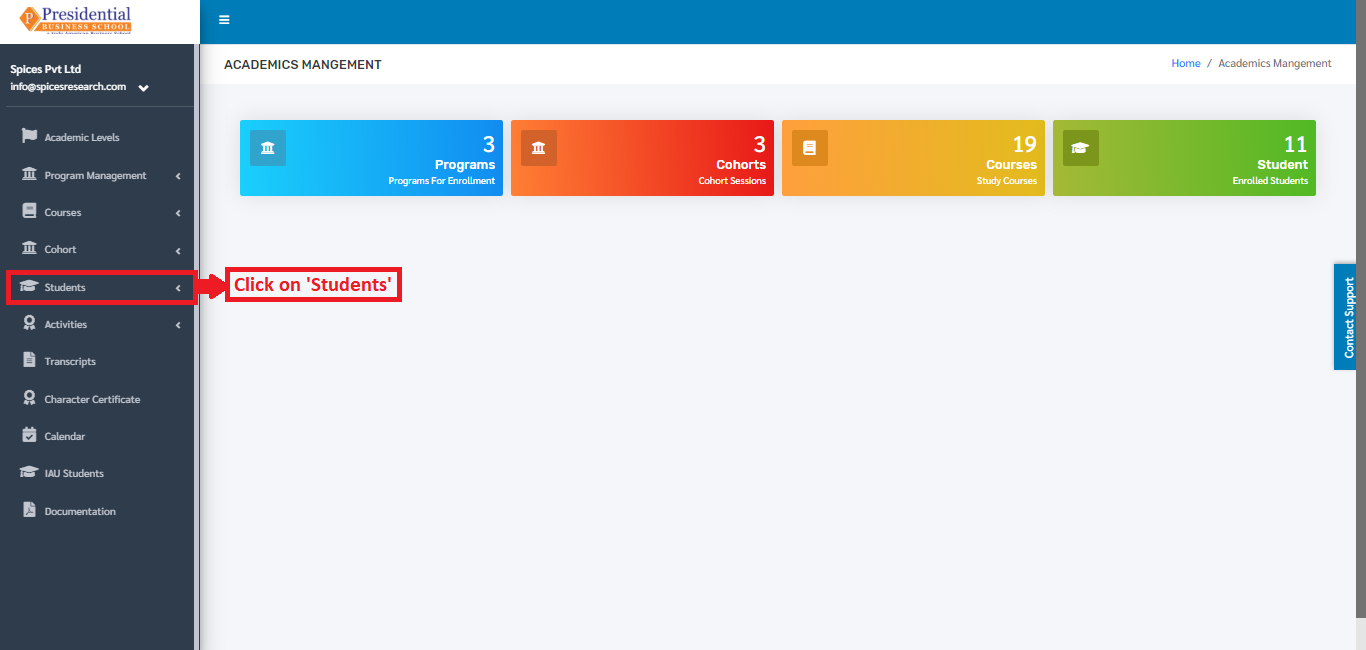 Presidential
BUSINESS SCHOOL
Spices Pvt Ltd
info@spicesresearch.com
Academic Levels
Program Management
Courses
Cohort
Students
Activities
Transcripts
Character Certificate
Calendar
IAU Students
Documentation
ACADEMICS MANGEMENT
Home / Academics Mangement
3
Programs
Programs For Enrollment
3
Cohorts
Cohort Sessions
19
Courses
Study Courses
11
Student
Enrolled Students
Click on 'Students'
Contact Support